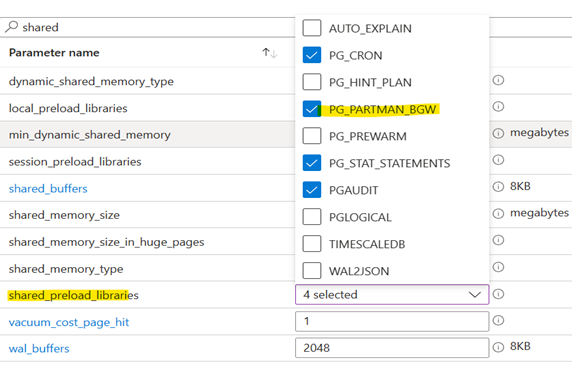 shared
Parameter name
AUTO_EXPLAIN
PG_CRON
PG_HINT_PLAN
PG_PARTMAN_BGW
PG_PREWARM
PG_STAT_STATEMENTS
PGAUDIT
PGLOGICAL
TIMESCALEDB
WAL2JSON
dynamic_shared_memory_type
local_preload_libraries
min_dynamic_shared_memory megabytes
session_preload_libraries
shared_buffers 8KB
shared_memory_size megabytes
shared_memory_size_in_huge_pages
shared_memory_type
shared_preload_libraries 4 selected
vacuum_cost_page_hit 1
wal_buffers 2048 8KB